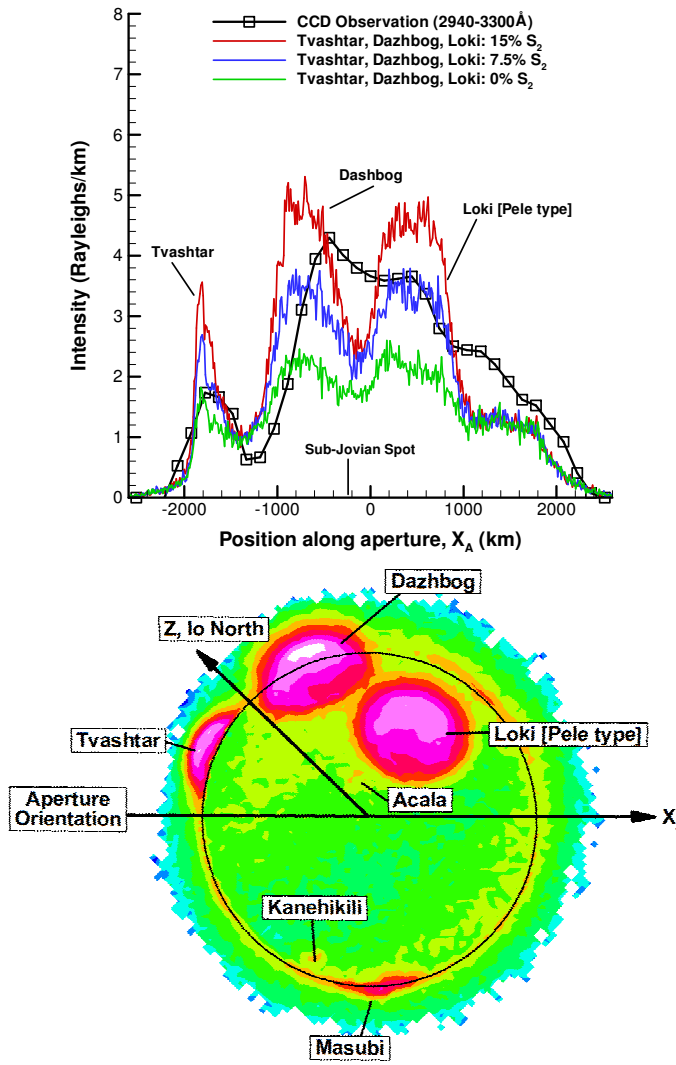 8
7
6
5
4
3
2
1
0
Intensity (Rayleighs/km)
CCD Observation (2940-3300Å)
Tvashtar, Dazhbog, Loki: 15% S2
Tvashtar, Dazhbog, Loki: 7.5% S2
Tvashtar, Dazhbog, Loki: 0% S2
Dashbog
Loki [Pele type]
Tvashtar
Sub-Jovian Spot
-2000 -1000 0 1000 2000
Position along aperture, XA (km)
Dazhbog
Z, Io North
Tvashtar
Loki [Pele type]
Aperture
Orientation
Acala
X
Kanehikili
Masubi